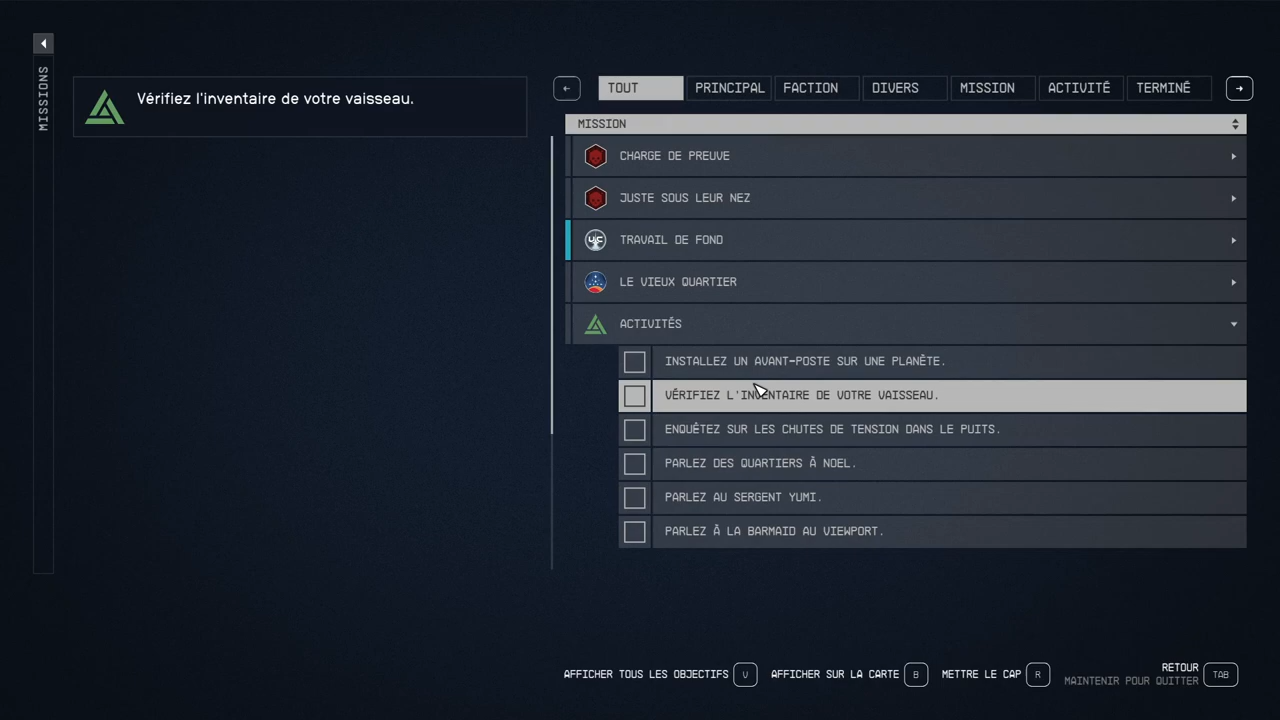 MISSIONS
Vérifiez l'inventaire de votre vaisseau.
TOUT
PRINCIPAL
FACTION
DIVERS
MISSION
ACTIVITÉ
TERMINÉ
MISSION
CHARGE DE PREUVE
JUSTE SOUS LEUR NEZ
UC
TRAVAIL DE FOND
LE VIEUX QUARTIER
ACTIVITÉS
INSTALLEZ UN AVANT-POSTE SUR UNE PLANÈTE.
VÉRIFIEZ L'INVENTAIRE DE VOTRE VAISSEAU.
ENQUÊTEZ SUR LES CHUTES DE TENSION DANS LE PUITS.
PARLEZ DES QUARTIERS À NOEL.
PARLEZ AU SERGENT YUMI.
PARLEZ À LA BARMAID AU VIEWPORT.
AFFICHER TOUS LES OBJECTIFS V
AFFICHER SUR LA CARTE B
METTRE LE CAP R
RETOUR
MAINTENIR POUR QUITTER
TAB